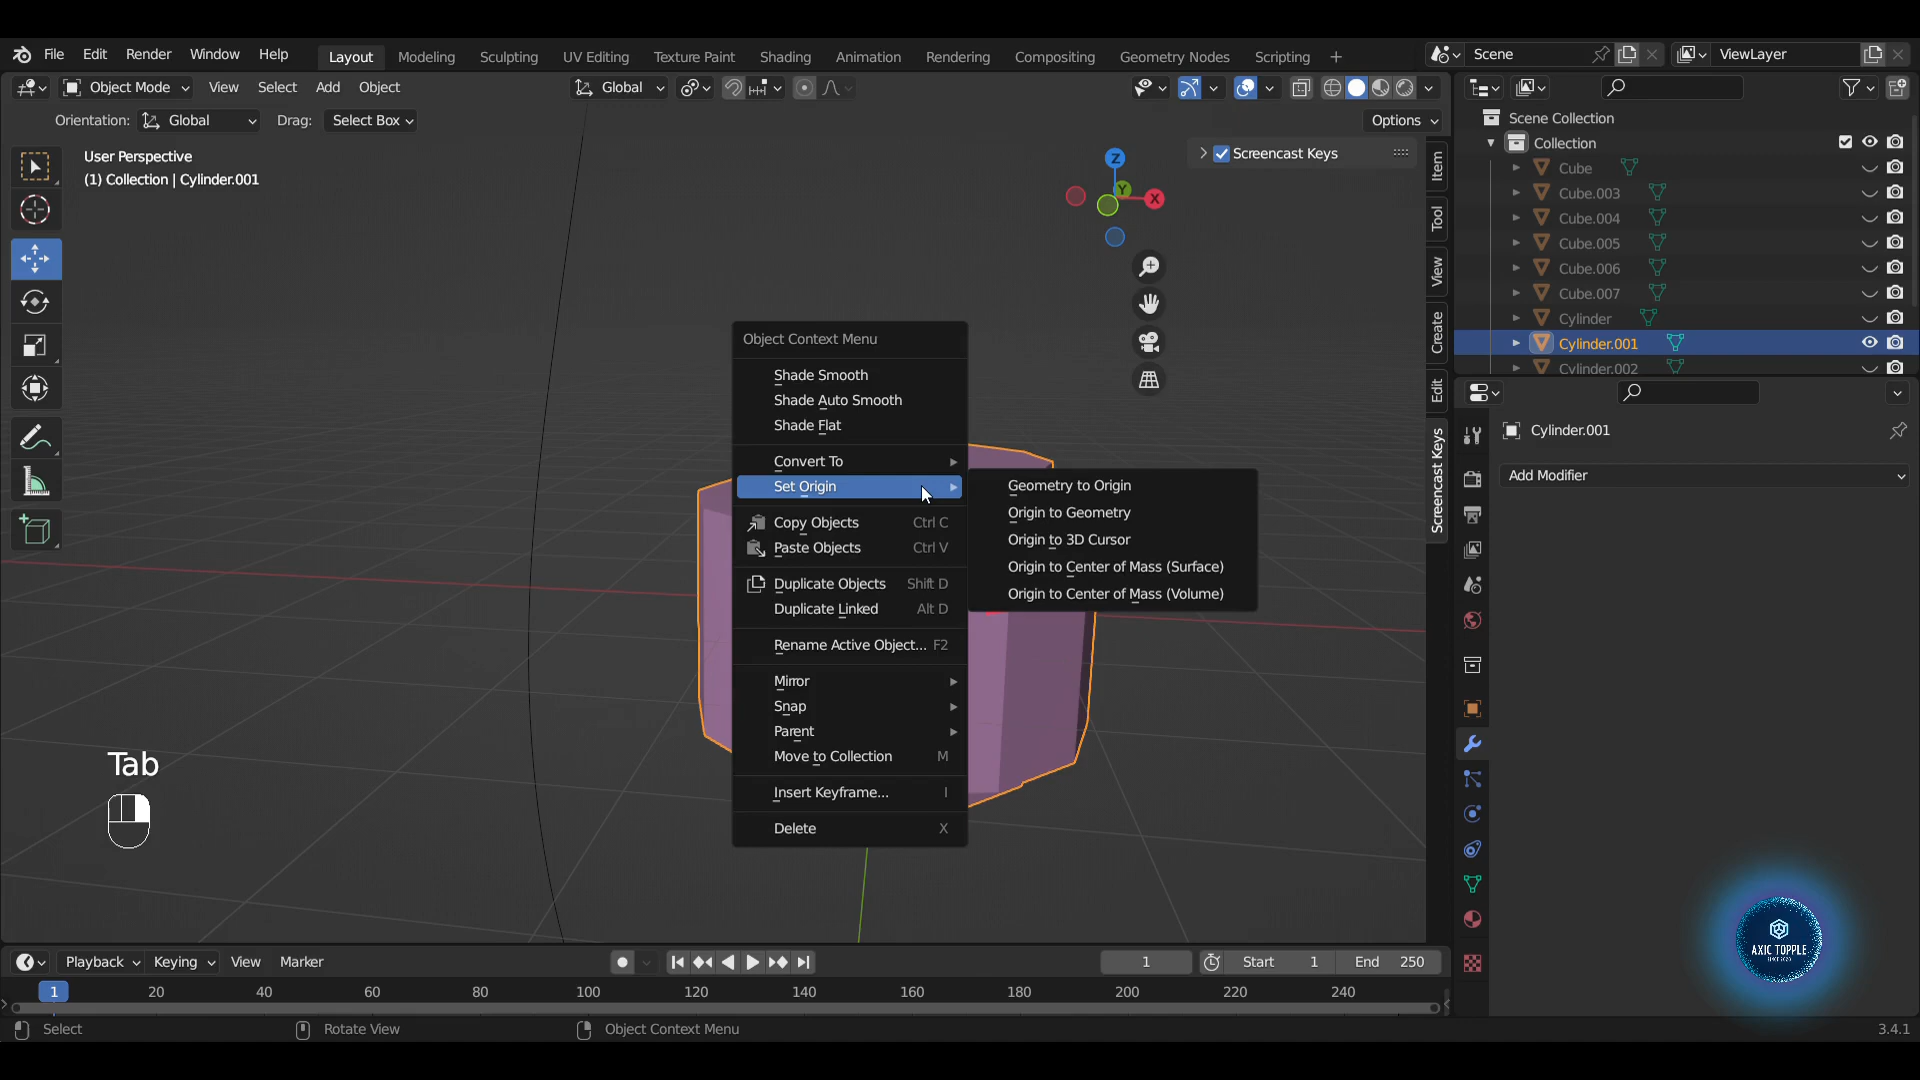 File Edit Render Window Help Layout Modeling Sculpting UV Editing Texture Paint Shading Animation Rendering Compositing Geometry Nodes Scripting + Scene ViewLayer
Object Mode View Select Add Object Global
Orientation: Global Drag: Select Box Options
User Perspective
(1) Collection | Cylinder.001
Screencast Keys
Z
Y
X
Item
Tool
View
Create
Edit
Screencast Keys
Object Context Menu
Shade Smooth
Shade Auto Smooth
Shade Flat
Convert To
Set Origin
Copy Objects Ctrl C
Paste Objects Ctrl V
Duplicate Objects Shift D
Duplicate Linked Alt D
Rename Active Object... F2
Mirror
Snap
Parent
Move to Collection M
Insert Keyframe... I
Delete X
Geometry to Origin
Origin to Geometry
Origin to 3D Cursor
Origin to Center of Mass (Surface)
Origin to Center of Mass (Volume)
Tab
Scene Collection
Collection
Cube
Cube.003
Cube.004
Cube.005
Cube.006
Cube.007
Cylinder
Cylinder.001
Cylinder.002
Cylinder.001
Add Modifier
AXIC TOPPLE
SINCE 2020
Playback Keying View Marker 1 Start 1 End 250
1 20 40 60 80 100 120 140 160 180 200 220 240
Select Rotate View Object Context Menu 3.4.1